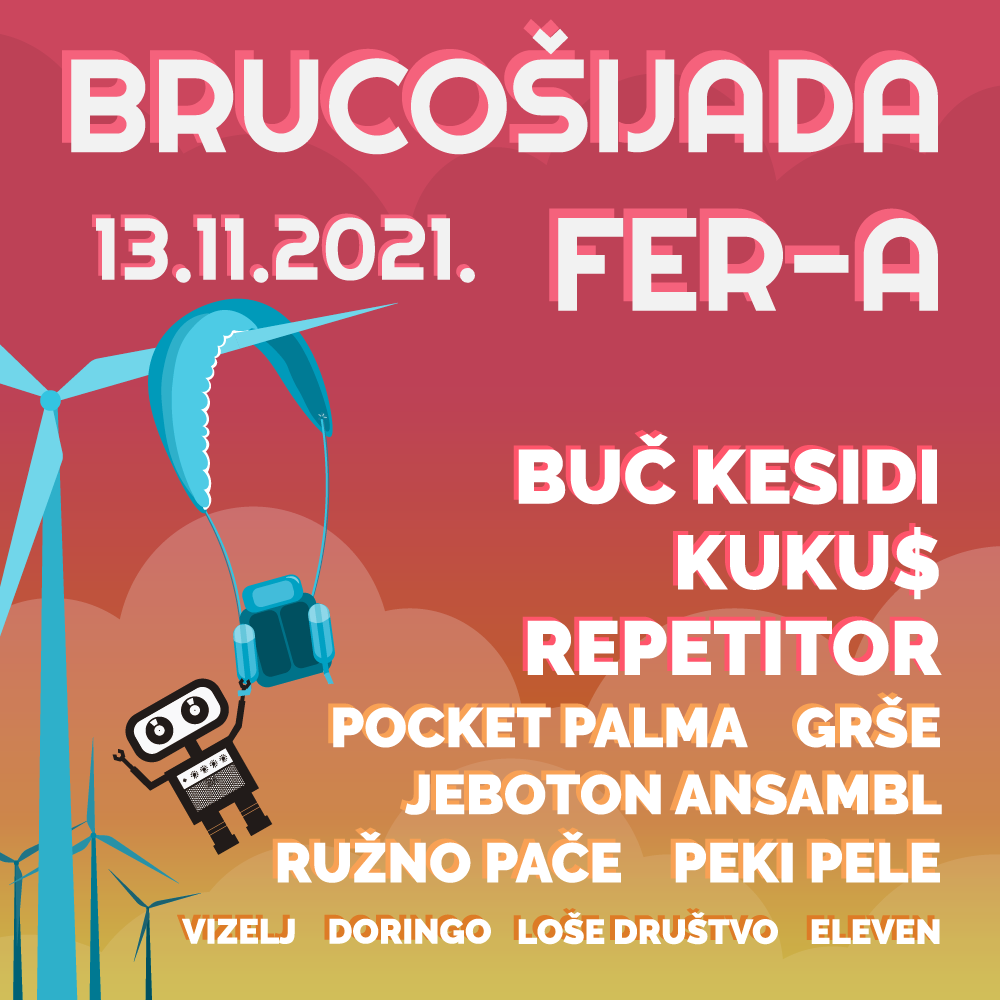 BRUCOŠIJADA
13.11.2021. FER-A
BUČ KESIDI
KUKU$
REPETITOR
POCKET PALMA GRŠE
JEBOTON ANSAMBL
RUŽNO PAČE PEKI PELE
VIZELJ DORINGO LOŠE DRUŠTVO ELEVEN